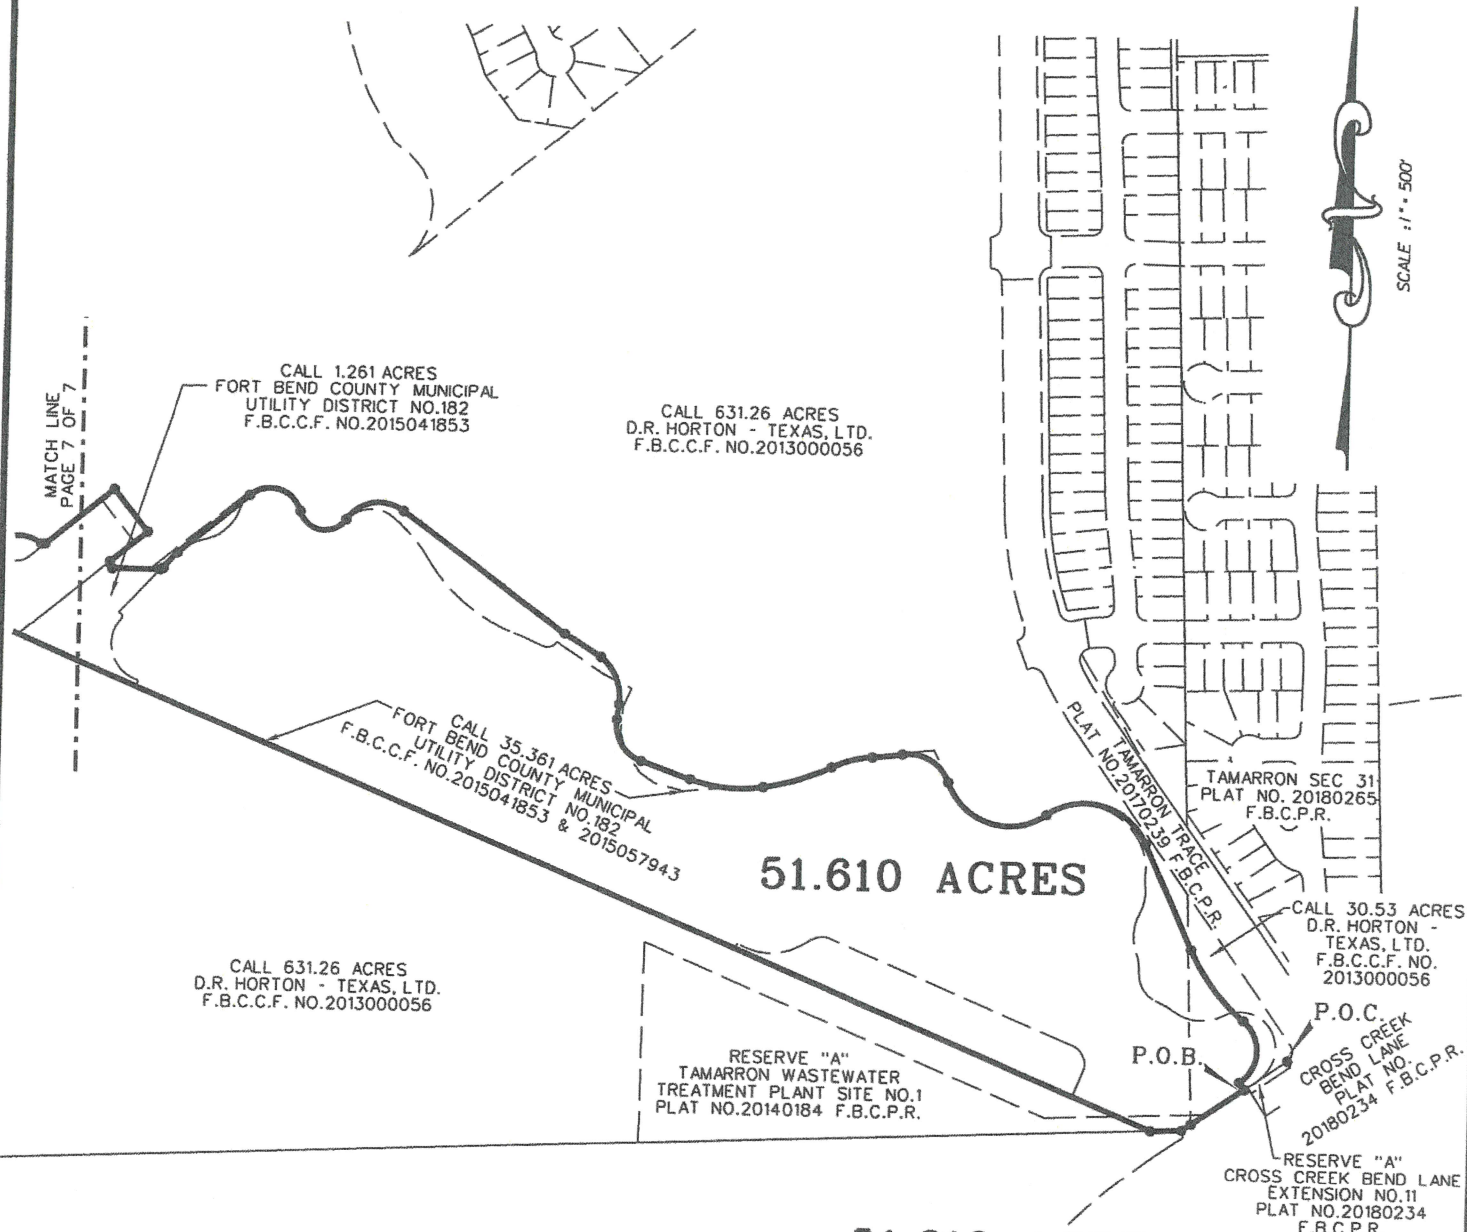 SCALE :1"= 500'
MATCH LINE
PAGE 7 OF 7
CALL 1.261 ACRES
FORT BEND COUNTY MUNICIPAL
UTILITY DISTRICT NO.182
F.B.C.C.F. NO.2015041853
CALL 631.26 ACRES
D.R. HORTON - TEXAS, LTD.
F.B.C.C.F. NO.2013000056
CALL 35.361 ACRES
FORT BEND COUNTY MUNICIPAL
UTILITY DISTRICT NO.182
F.B.C.C.F. NO.2015041853 & 2015057943
TAMARRON TRACE
PLAT NO.20170239 F.B.C.P.R.
TAMARRON SEC 31
PLAT NO. 20180265
F.B.C.P.R.
51.610 ACRES
CALL 30.53 ACRES
D.R. HORTON -
TEXAS, LTD.
F.B.C.C.F. NO.
2013000056
CALL 631.26 ACRES
D.R. HORTON - TEXAS, LTD.
F.B.C.C.F. NO.2013000056
P.O.C.
P.O.B.
CROSS CREEK
BEND LANE
PLAT NO.
20180234 F.B.C.P.R.
RESERVE "A"
TAMARRON WASTEWATER
TREATMENT PLANT SITE NO.1
PLAT NO.20140184 F.B.C.P.R.
RESERVE "A"
CROSS CREEK BEND LANE
EXTENSION NO.11
PLAT NO.20180234
F.B.C.P.R.